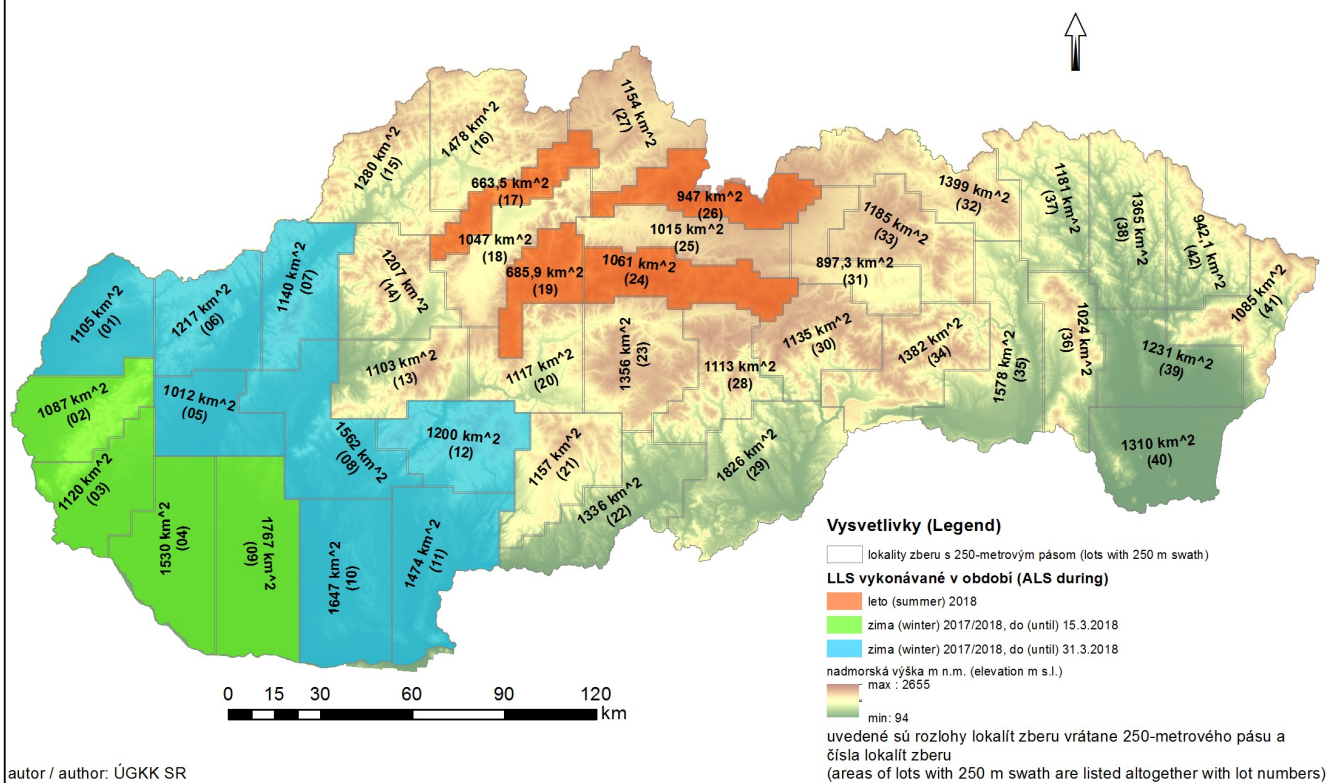 1154 km^2
(27)
1478 km^2
(16)
1280 km^2
(15)
663,5 km^2
(17)
947 km^2
(26)
1399 km^2
(32)
1181 km^2
(37)
1365 km^2
(38)
942,1 km^2
(42)
1185 km^2
(33)
1015 km^2
(25)
1047 km^2
(18)
1207 km^2
(14)
1140 km^2
(07)
685,9 km^2
(19)
1061 km^2
(24)
897,3 km^2
(31)
1085 km^2
(41)
1105 km^2
(01)
1217 km^2
(06)
1024 km^2
(36)
1135 km^2
(30)
1382 km^2
(34)
1231 km^2
(39)
1103 km^2
(13)
1117 km^2
(20)
1356 km^2
(23)
1113 km^2
(28)
1578 km^2
(35)
1087 km^2
(02)
1012 km^2
(05)
1562 km^2
(08)
1200 km^2
(12)
1157 km^2
(21)
1826 km^2
(29)
1310 km^2
(40)
1120 km^2
(03)
1336 km^2
(22)
1530 km^2
(04)
1767 km^2
(09)
1647 km^2
(10)
1474 km^2
(11)
Vysvetlivky (Legend)
lokality zberu s 250-metrovým pásom (lots with 250 m swath)
LLS vykonávané v období (ALS during)
leto (summer) 2018
zima (winter) 2017/2018, do (until) 15.3.2018
zima (winter) 2017/2018, do (until) 31.3.2018
nadmorská výška m n.m. (elevation m s.l.)
max : 2655
min: 94
uvedené sú rozlohy lokalít zberu vrátane 250-metrového pásu a
čísla lokalít zberu
(areas of lots with 250 m swath are listed altogether with lot numbers)
0 15 30 60 90 120
km
autor / author: ÚGKK SR